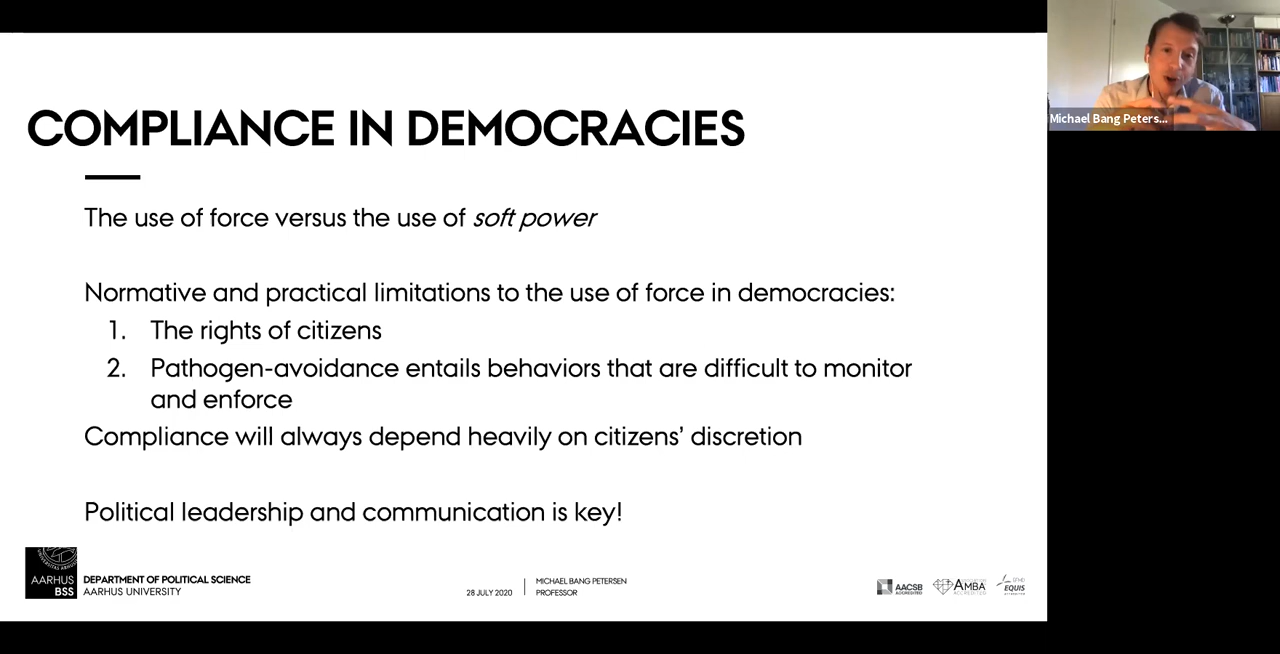 Michael Bang Peters...
COMPLIANCE IN DEMOCRACIES
The use of force versus the use of soft power
Normative and practical limitations to the use of force in democracies:
1. The rights of citizens
2. Pathogen-avoidance entails behaviors that are difficult to monitor
and enforce
Compliance will always depend heavily on citizens' discretion
Political leadership and communication is key!
AARHUS
BSS
DEPARTMENT OF POLITICAL SCIENCE
AARHUS UNIVERSITY
28 JULY 2020
MICHAEL BANG PETERSEN
PROFESSOR
AACSB
ACCREDITED
AMBA
ACCREDITED
EFMD
EQUIS